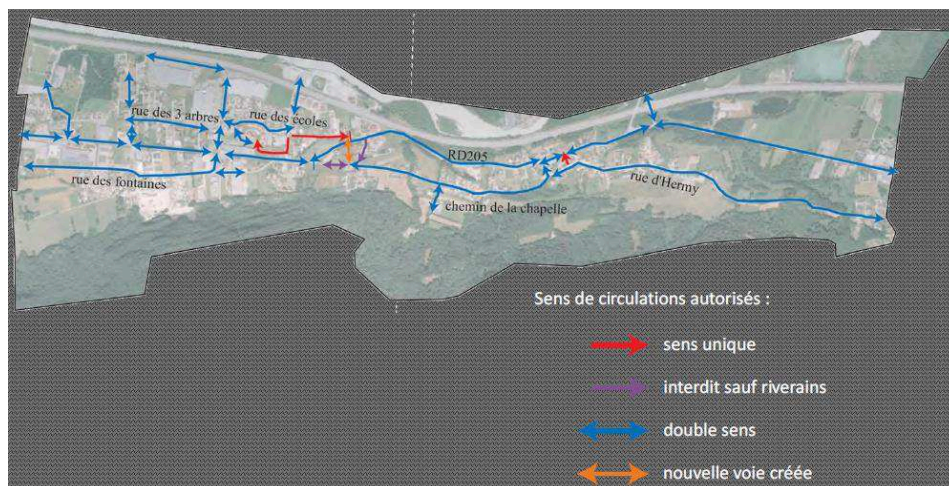 rue des 3 arbres
rue des écoles
RD205
rue des fontaines
chemin de la chapelle
rue d'Hermy
Sens de circulations autorisés :
sens unique
interdit sauf riverains
double sens
nouvelle voie créée